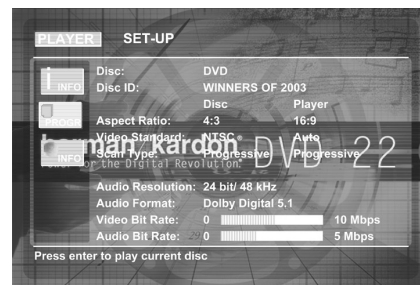 PLAYER SET-UP
i INFO
Disc: DVD
Disc ID: WINNERS OF 2003
Disc Player
PROGR
Aspect Ratio: 4:3 16:9
Video Standard: NTSC Auto
harman/kardon DVD 22
INFO
Scan Type: Progressive Progressive
for the Digital Revolution.
Audio Resolution: 24 bit/ 48 kHz
Audio Format: Dolby Digital 5.1
Video Bit Rate: 0 10 Mbps
Audio Bit Rate: 0 5 Mbps
Press enter to play current disc